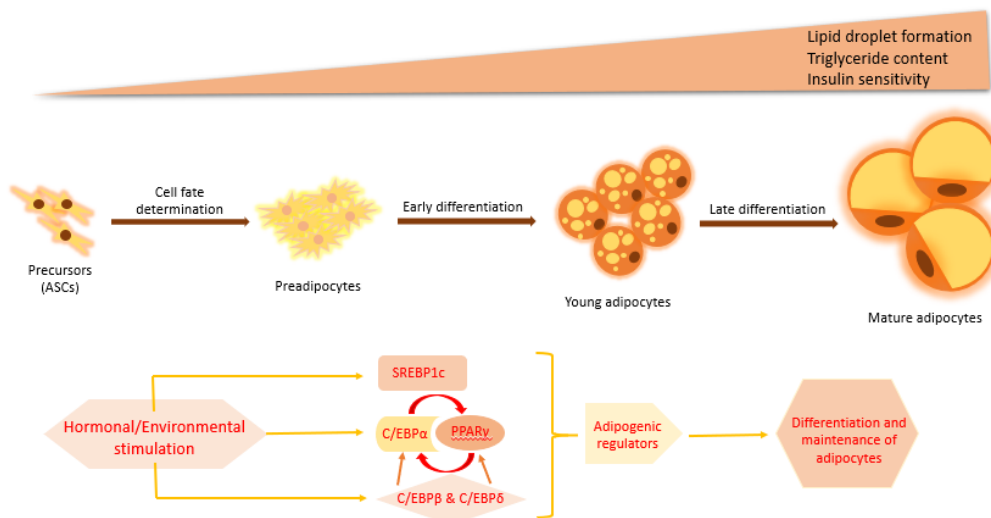 Lipid droplet formation
Triglyceride content
Insulin sensitivity
Cell fate
determination
Early differentiation
Late differentiation
Precursors
(ASCs)
Preadipocytes
Young adipocytes
Mature adipocytes
SREBP1c
Hormonal/Environmental
stimulation
C/EBPα
PPARγ
Adipogenic
regulators
Differentiation and
maintenance of
adipocytes
C/EBPβ & C/EBPδ